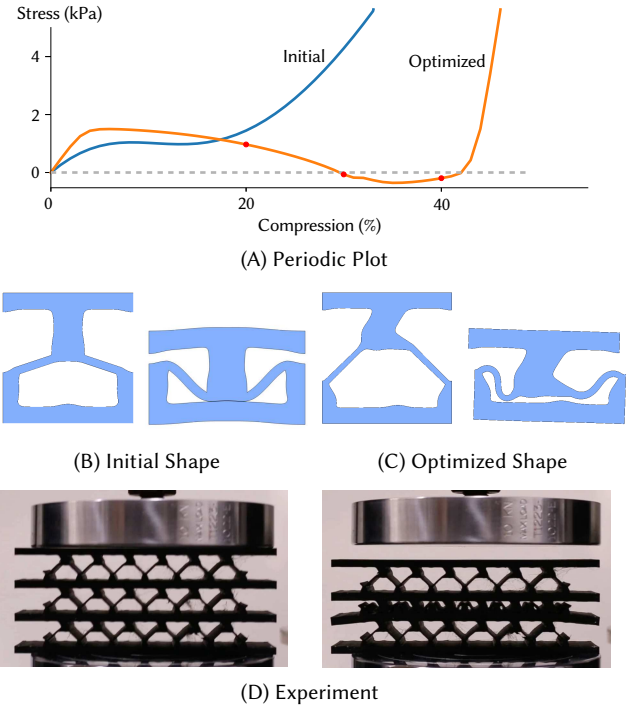 Stress (kPa)
4
Initial
Optimized
2
0
0
20
40
Compression (%)
(A) Periodic Plot
(B) Initial Shape
(C) Optimized Shape
(D) Experiment